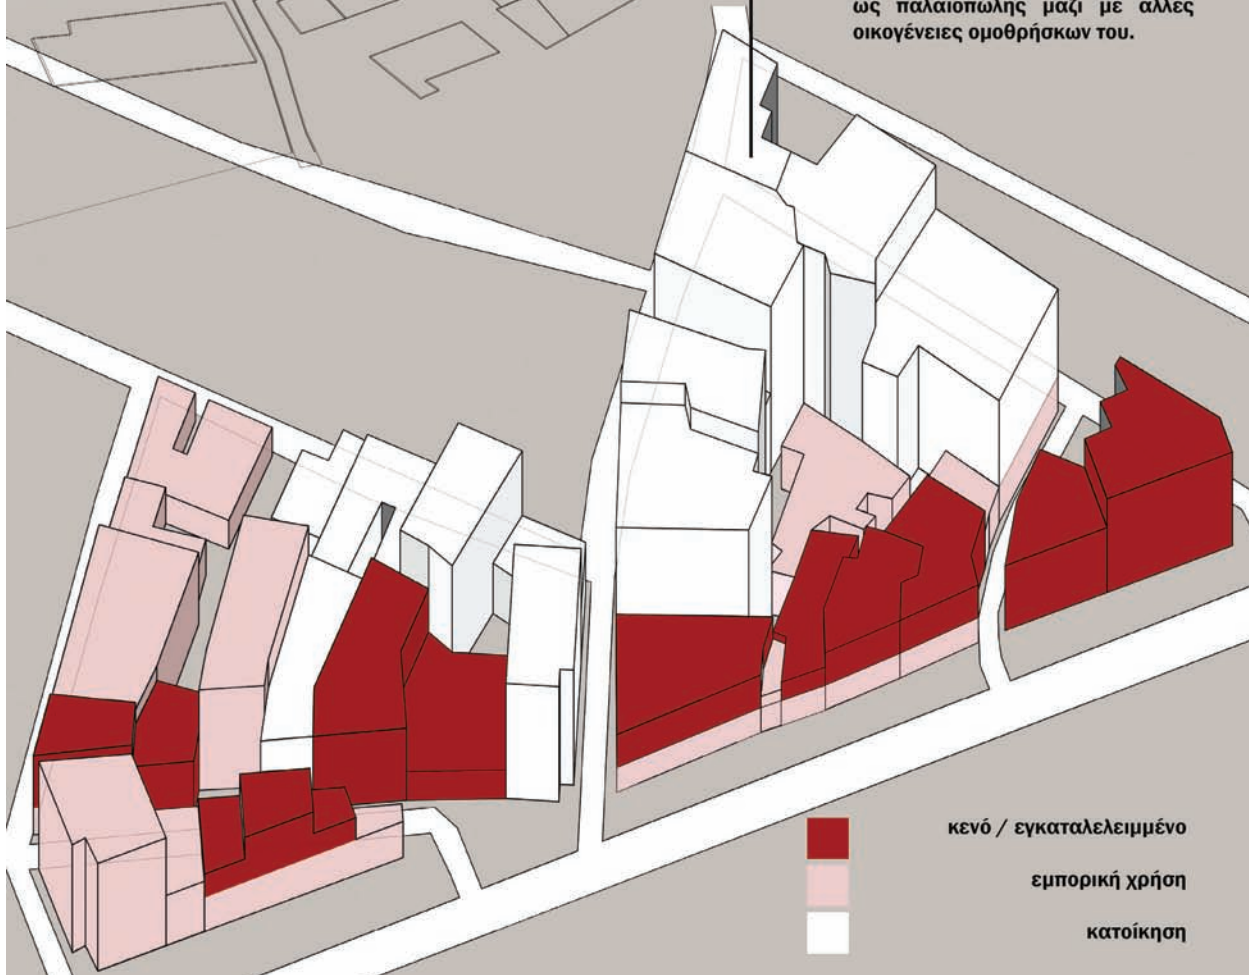 ως παλαιοπώλης μαζί με άλλες
οικογένειες ομοθρήσκων του.
κενό / εγκαταλελειμμένο
εμπορική χρήση
κατοίκηση